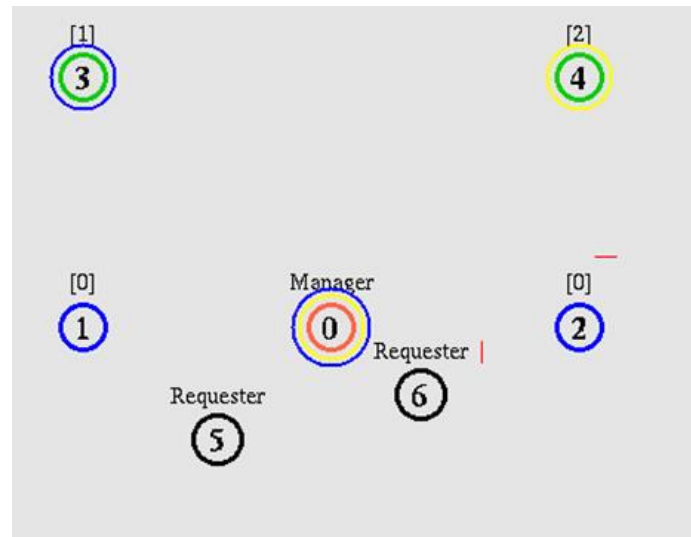 [1] [2]
3 4
[0] Manager [0]
1 0 2
Requester
6
Requester
5